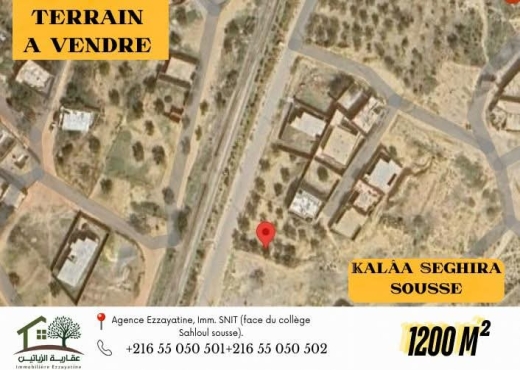 TERRAIN
A VENDRE
KALÂA SEGHIRA
SOUSSE
Agence Ezzayatine, Imm. SNIT (face du collège
Sahloul sousse).
+216 55 050 501+216 55 050 502
1200 M²
عقارية الزياتين
Immobilière Ezzayatine